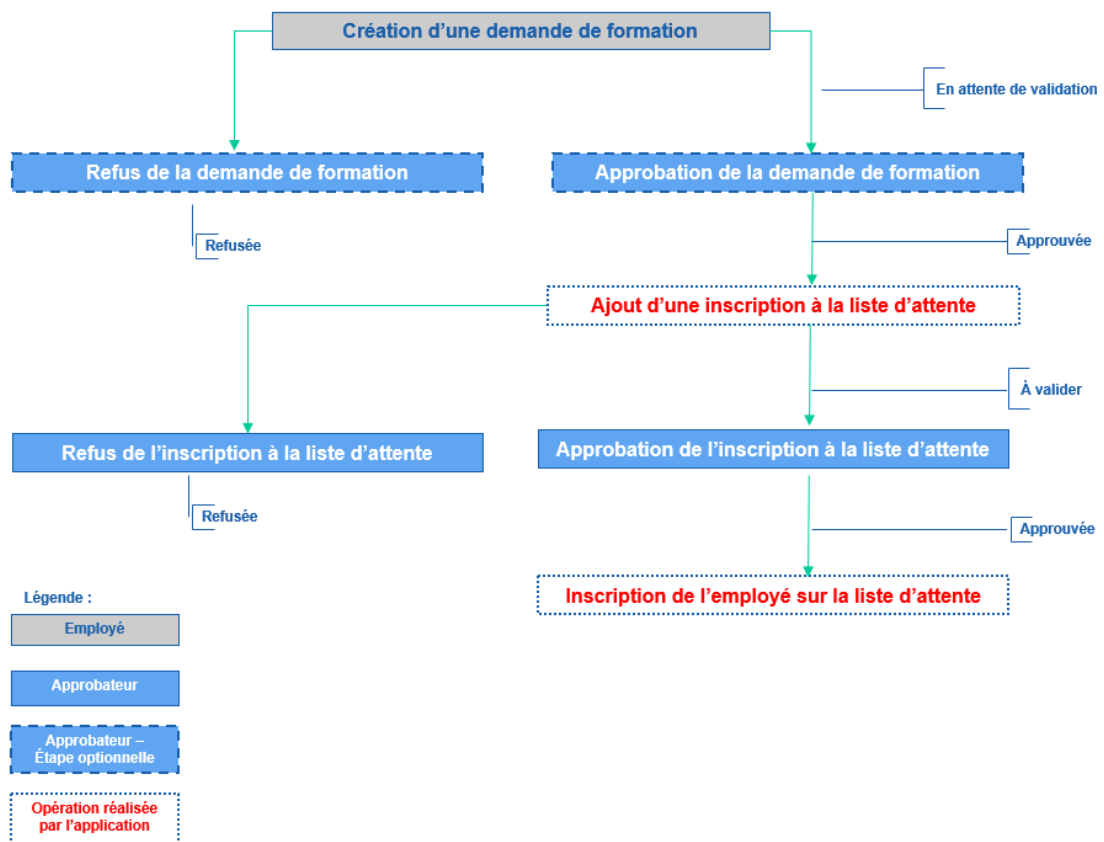 Création d’une demande de formation
En attente de validation
Refus de la demande de formation
Approbation de la demande de formation
Refusée
Approuvée
Ajout d’une inscription à la liste d’attente
À valider
Refus de l’inscription à la liste d’attente
Approbation de l’inscription à la liste d’attente
Refusée
Approuvée
Inscription de l’employé sur la liste d’attente
Légende :
Employé
Approbateur
Approbateur –
Étape optionnelle
Opération réalisée
par l’application